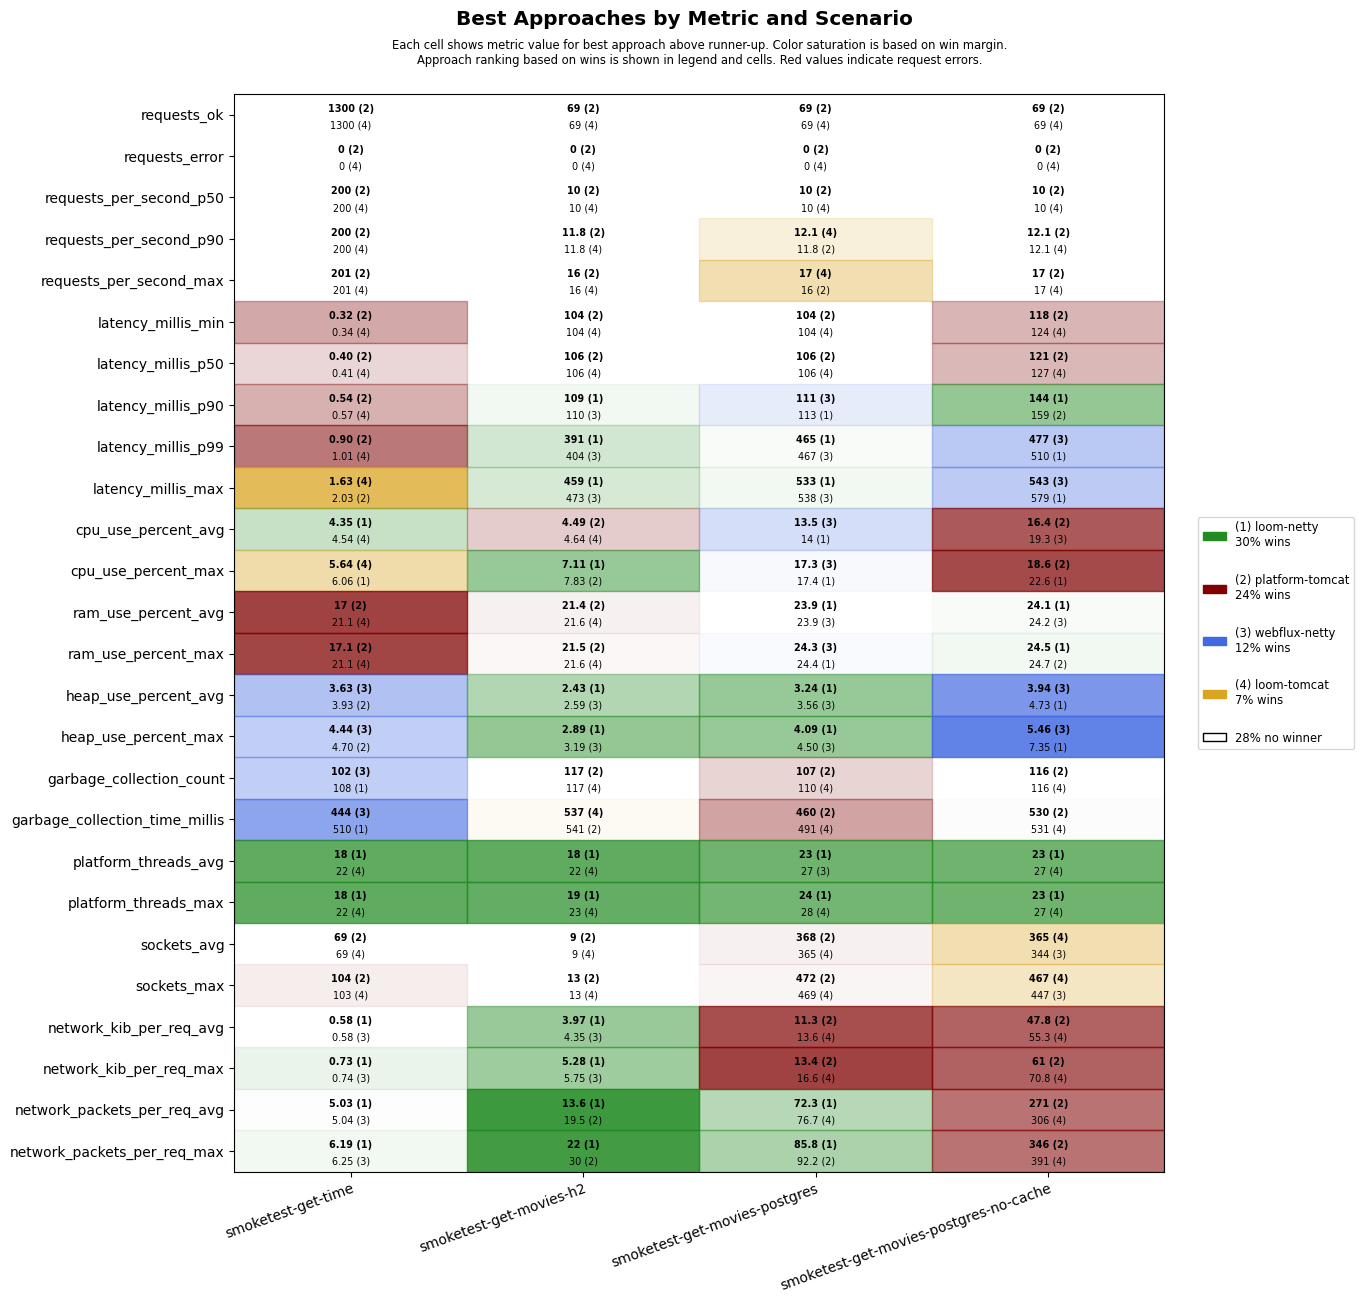 Best Approaches by Metric and Scenario
Each cell shows metric value for best approach above runner-up. Color saturation is based on win margin.
Approach ranking based on wins is shown in legend and cells. Red values indicate request errors.
requests_ok
1300 (2) 69 (2) 69 (2) 69 (2)
1300 (4) 69 (4) 69 (4) 69 (4)
requests_error
0 (2) 0 (2) 0 (2) 0 (2)
0 (4) 0 (4) 0 (4) 0 (4)
requests_per_second_p50
200 (2) 10 (2) 10 (2) 10 (2)
200 (4) 10 (4) 10 (4) 10 (4)
requests_per_second_p90
200 (2) 11.8 (2) 12.1 (4) 12.1 (2)
200 (4) 11.8 (4) 11.8 (2) 12.1 (4)
requests_per_second_max
201 (2) 16 (2) 17 (4) 17 (2)
201 (4) 16 (4) 16 (2) 17 (4)
latency_millis_min
0.32 (2) 104 (2) 104 (2) 118 (2)
0.34 (4) 104 (4) 104 (4) 124 (4)
latency_millis_p50
0.40 (2) 106 (2) 106 (2) 121 (2)
0.41 (4) 106 (4) 106 (4) 127 (4)
latency_millis_p90
0.54 (2) 109 (1) 111 (3) 144 (1)
0.57 (4) 110 (3) 113 (1) 159 (2)
latency_millis_p99
0.90 (2) 391 (1) 465 (1) 477 (3)
1.01 (4) 404 (3) 467 (3) 510 (1)
latency_millis_max
1.63 (4) 459 (1) 533 (1) 543 (3)
2.03 (2) 473 (3) 538 (3) 579 (1)
cpu_use_percent_avg
4.35 (1) 4.49 (2) 13.5 (3) 16.4 (2)
4.54 (4) 4.64 (4) 14 (1) 19.3 (3)
cpu_use_percent_max
5.64 (4) 7.11 (1) 17.3 (3) 18.6 (2)
6.06 (1) 7.83 (2) 17.4 (1) 22.6 (1)
ram_use_percent_avg
17 (2) 21.4 (2) 23.9 (1) 24.1 (1)
21.1 (4) 21.6 (4) 23.9 (3) 24.2 (3)
ram_use_percent_max
17.1 (2) 21.5 (2) 24.3 (3) 24.5 (1)
21.1 (4) 21.6 (4) 24.4 (1) 24.7 (2)
heap_use_percent_avg
3.63 (3) 2.43 (1) 3.24 (1) 3.94 (3)
3.93 (2) 2.59 (3) 3.56 (3) 4.73 (1)
heap_use_percent_max
4.44 (3) 2.89 (1) 4.09 (1) 5.46 (3)
4.70 (2) 3.19 (3) 4.50 (3) 7.35 (1)
garbage_collection_count
102 (3) 117 (2) 107 (2) 116 (2)
108 (1) 117 (4) 110 (4) 116 (4)
garbage_collection_time_millis
444 (3) 537 (4) 460 (2) 530 (2)
510 (1) 541 (2) 491 (4) 531 (4)
platform_threads_avg
18 (1) 18 (1) 23 (1) 23 (1)
22 (4) 22 (4) 27 (3) 27 (4)
platform_threads_max
18 (1) 19 (1) 24 (1) 23 (1)
22 (4) 23 (4) 28 (4) 27 (4)
sockets_avg
69 (2) 9 (2) 368 (2) 365 (4)
69 (4) 9 (4) 365 (4) 344 (3)
sockets_max
104 (2) 13 (2) 472 (2) 467 (4)
103 (4) 13 (4) 469 (4) 447 (3)
network_kib_per_req_avg
0.58 (1) 3.97 (1) 11.3 (2) 47.8 (2)
0.58 (3) 4.35 (3) 13.6 (4) 55.3 (4)
network_kib_per_req_max
0.73 (1) 5.28 (1) 13.4 (2) 61 (2)
0.74 (3) 5.75 (3) 16.6 (4) 70.8 (4)
network_packets_per_req_avg
5.03 (1) 13.6 (1) 72.3 (1) 271 (2)
5.04 (3) 19.5 (2) 76.7 (4) 306 (4)
network_packets_per_req_max
6.19 (1) 22 (1) 85.8 (1) 346 (2)
6.25 (3) 30 (2) 92.2 (2) 391 (4)
smoketest-get-time
smoketest-get-movies-h2
smoketest-get-movies-postgres
smoketest-get-movies-postgres-no-cache
(1) loom-netty
30% wins
(2) platform-tomcat
24% wins
(3) webflux-netty
12% wins
(4) loom-tomcat
7% wins
28% no winner